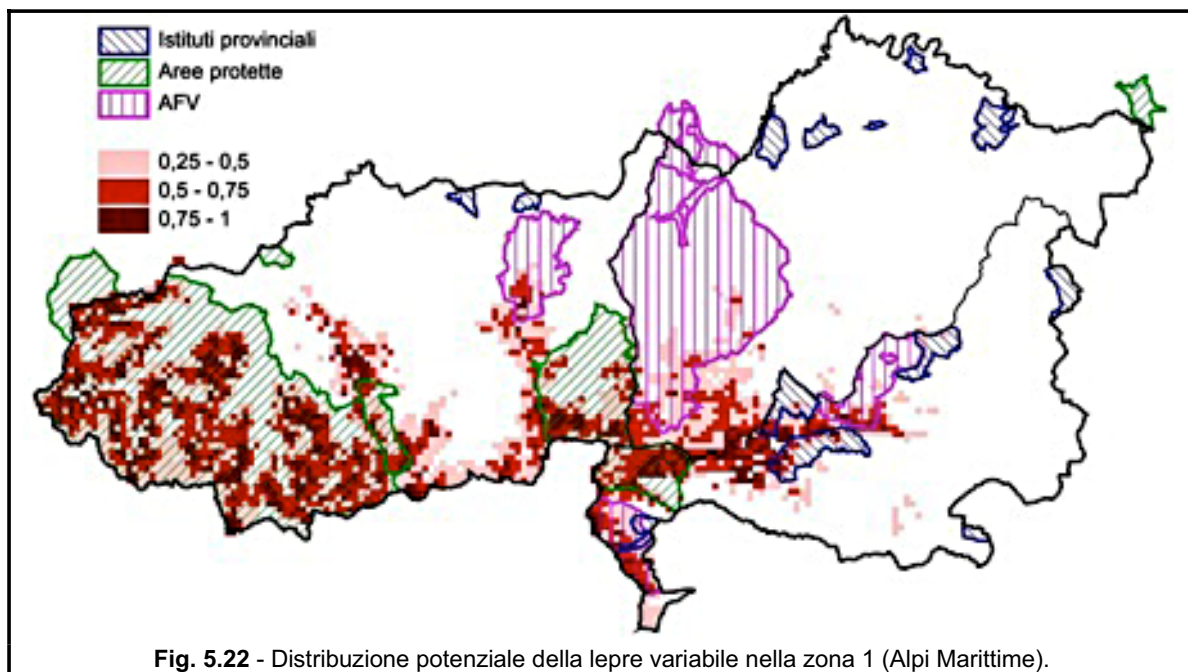 Istituti provinciali
Aree protette
AFV
0,25 - 0,5
0,5 - 0,75
0,75 - 1
Fig. 5.22 - Distribuzione potenziale della lepre variabile nella zona 1 (Alpi Marittime).